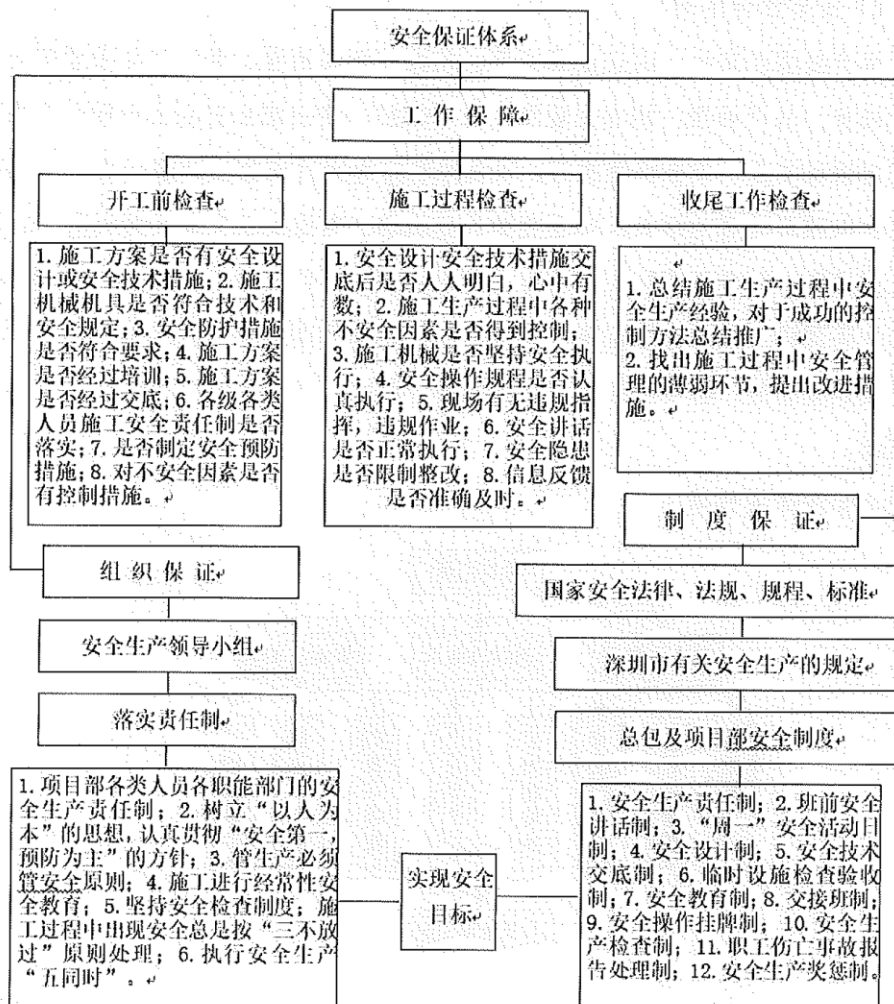 安全保证体系
工作保障
开工前检查
施工过程检查
收尾工作检查
1.施工方案是否有安全设
计或安全技术措施;2.施工
机械机具是否符合技术和
安全规定;3.安全防护措施
是否符合要求;4.施工方案
是否经过培训;5.施工方案
是否经过交底;6.各级各类
人员施工安全责任制是否
落实;7.是否制定安全预防
措施;8.对不安全因素是否
有控制措施。
1.安全设计安全技术措施交
底后是否人人明白，心中有
数；2.施工生产过程中各种
不安全因素是否得到控制；
3.施工机械是否坚持安全执
行；4.安全操作规程是否认
真执行；5.现场有无违规指
挥，违规作业；6.安全讲话
是否正常执行；7.安全隐患
是否限制整改；8.信息反馈
是否准确及时。
1.总结施工生产过程中安
全生产经验，对于成功的控
制方法总结推广；
2.找出施工过程中安全管
理的薄弱环节，提出改进措
施。
制度保证
组织保证
国家安全法律、法规、规程、标准
安全生产领导小组
深圳市有关安全生产的规定
落实责任制
总包及项目部安全制度
1.项目部各类人员各职能部门的安
全生产责任制；2.树立“以人为
本”的思想，认真贯彻“安全第一，
预防为主”的方针；3.管生产必须
管安全原则；4.施工进行经常性安
全教育；5.坚持安全检查制度；施
工过程中出现安全总是按“三不放
过”原则处理；6.执行安全生产
“五同时”。
实现安全
目标
1.安全生产责任制；2.班前安全
讲话制；3.“周一”安全活动日
制；4.安全设计制；5.安全技术
交底制；6.临时设施检查验收
制；7.安全教育制；8.交接班制；
9.安全操作挂牌制；10.安全生
产检查制；11.职工伤亡事故报
告处理制；12.安全生产奖惩制。